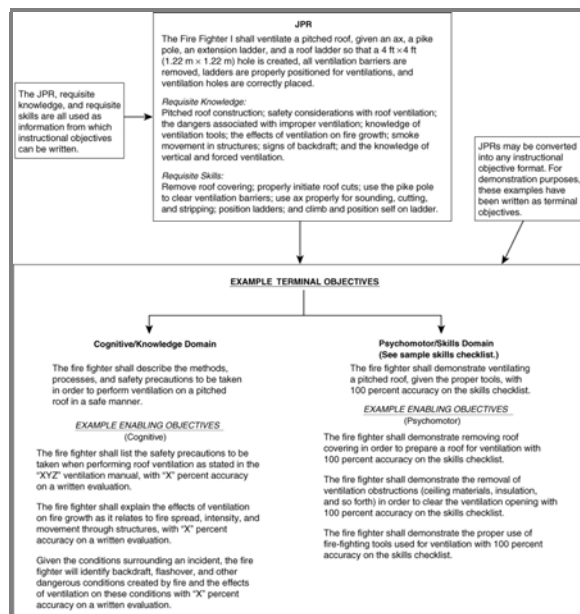 JPR
The Fire Fighter I shall ventilate a pitched roof, given an ax, a pike
pole, an extension ladder, and a roof ladder so that a 4 ft ×4 ft
(1.22 m × 1.22 m) hole is created, all ventilation barriers are
removed, ladders are properly positioned for ventilations, and
ventilation holes are correctly placed.
Requisite Knowledge:
Pitched roof construction; safety considerations with roof ventilation;
the dangers associated with improper ventilation; knowledge of
ventilation tools; the effects of ventilation on fire growth; smoke
movement in structures; signs of backdraft; and the knowledge of
vertical and forced ventilation.
Requisite Skills:
Remove roof covering; properly initiate roof cuts; use the pike pole
to clear ventilation barriers; use ax properly for sounding, cutting,
and stripping; position ladders; and climb and position self on ladder.
The JPR, requisite
knowledge, and requisite
skills are all used as
information from which
instructional objectives
can be written.
JPRs may be converted
into any instructional
objective format. For
demonstration purposes,
these examples have
been written as terminal
objectives.
EXAMPLE TERMINAL OBJECTIVES
Cognitive/Knowledge Domain
The fire fighter shall describe the methods,
processes, and safety precautions to be taken
in order to perform ventilation on a pitched
roof in a safe manner.
EXAMPLE ENABLING OBJECTIVES
(Cognitive)
The fire fighter shall list the safety precautions to be
taken when performing roof ventilation as stated in the
"XYZ" ventilation manual, with "X" percent accuracy
on a written evaluation.
The fire fighter shall explain the effects of ventilation
on fire growth as it relates to fire spread, intensity, and
movement through structures, with "X" percent
accuracy on a written evaluation.
Given the conditions surrounding an incident, the fire
fighter will identify backdraft, flashover, and other
dangerous conditions created by fire and the effects
of ventilation on these conditions with "X" percent
accuracy on a written evaluation.
Psychomotor/Skills Domain
(See sample skills checklist.)
The fire fighter shall demonstrate ventilating
a pitched roof, given the proper tools, with
100 percent accuracy on the skills checklist.
EXAMPLE ENABLING OBJECTIVES
(Psychomotor)
The fire fighter shall demonstrate removing roof
covering in order to prepare a roof for ventilation with
100 percent accuracy on the skills checklist.
The fire fighter shall demonstrate the removal of
ventilation obstructions (ceiling materials, insulation,
and so forth) in order to clear the ventilation opening with
100 percent accuracy on the skills checklist.
The fire fighter shall demonstrate the proper use of
fire-fighting tools used for ventilation with 100 percent
accuracy on the skills checklist.